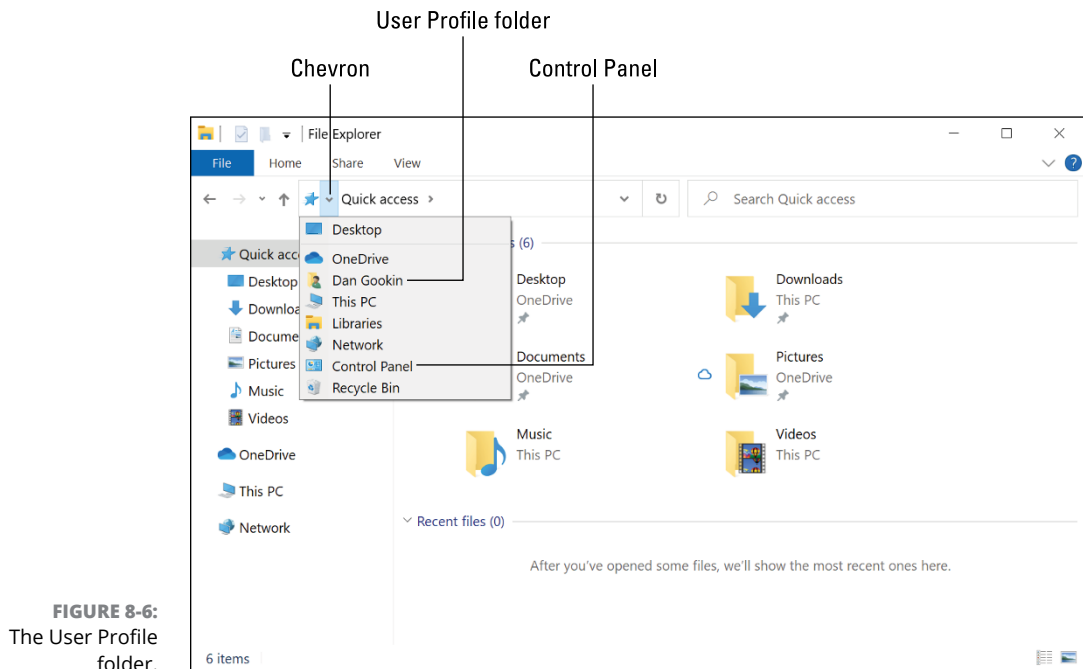 User Profile folder
Chevron
Control Panel
File Explorer
File
Home
Share
View
?
Quick access
Search Quick access
Desktop
OneDrive
Dan Gookin
This PC
Libraries
Network
Control Panel
Recycle Bin
Quick acc
Desktop
Downloa
Docume
Pictures
Music
Videos
OneDrive
This PC
Network
s (6)
Desktop
OneDrive
Downloads
This PC
Documents
OneDrive
Pictures
OneDrive
Music
This PC
Videos
This PC
Recent files (0)
After you've opened some files, we'll show the most recent ones here.
6 items
FIGURE 8-6:
The User Profile
folder.